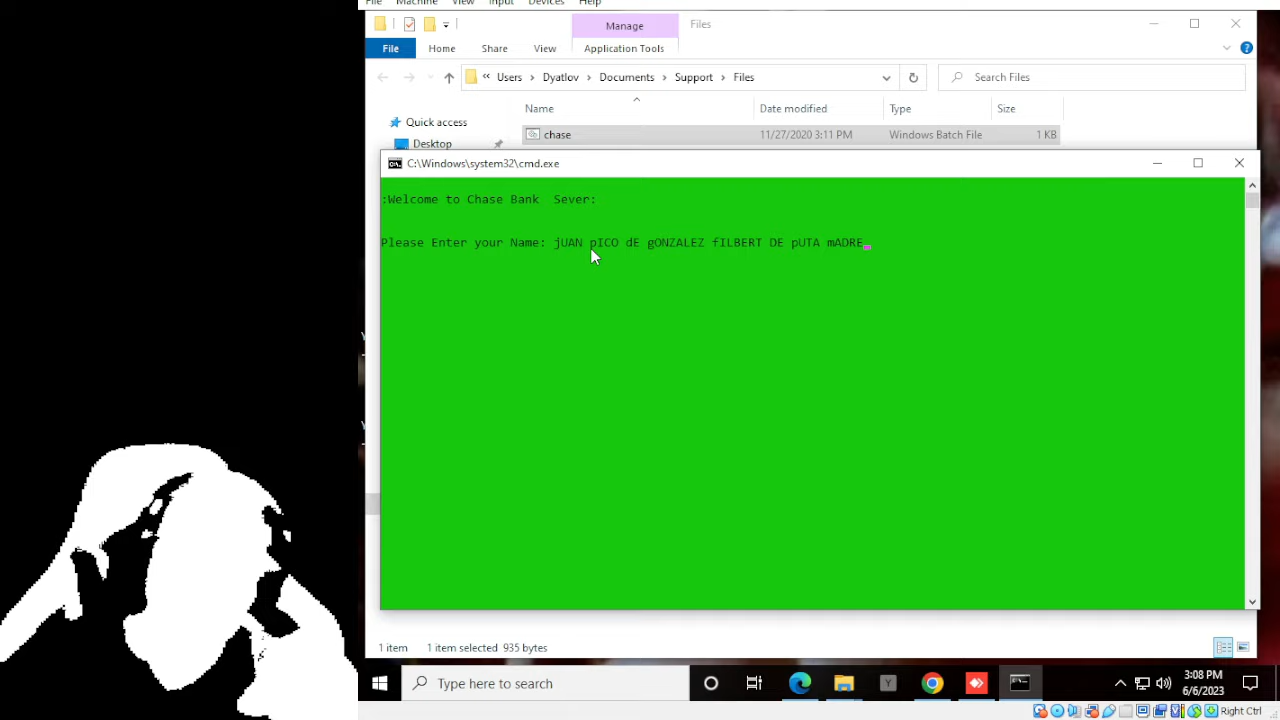 File Machine View Input Devices Help
Manage Files
File Home Share View Application Tools
Users Dyatlov Documents Support Files Search Files
Name Date modified Type Size
Quick access
chase 11/27/2020 3:11 PM Windows Batch File 1 KB
Desktop
C:\Windows\system32\cmd.exe
:Welcome to Chase Bank  Sever:
Please Enter your Name: jUAN pICO dE gONZALEZ fILBERT DE pUTA mADRE
1 item 1 item selected 935 bytes
Type here to search
3:08 PM
6/6/2023
Right Ctrl